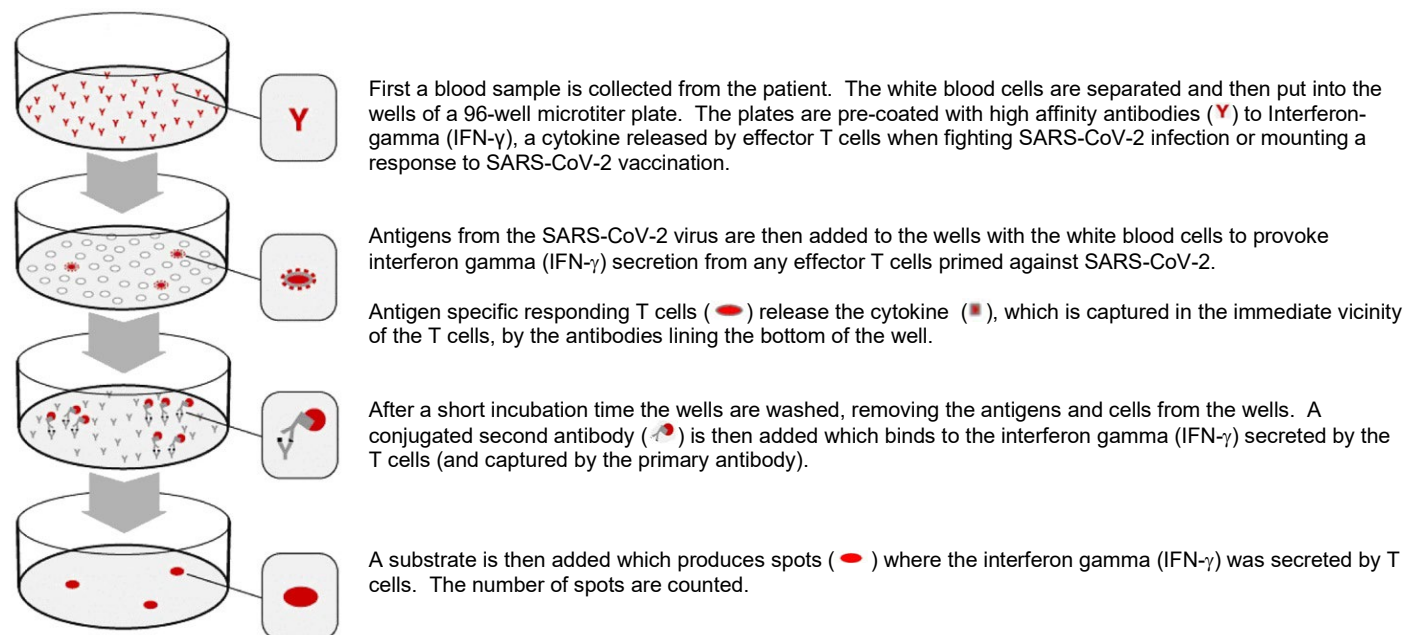 First a blood sample is collected from the patient.  The white blood cells are separated and then put into the
wells of a 96-well microtiter plate.  The plates are pre-coated with high affinity antibodies (Y) to Interferon-
gamma (IFN-γ), a cytokine released by effector T cells when fighting SARS-CoV-2 infection or mounting a
response to SARS-CoV-2 vaccination.
Y
Antigens from the SARS-CoV-2 virus are then added to the wells with the white blood cells to provoke
interferon gamma (IFN-γ) secretion from any effector T cells primed against SARS-CoV-2.
Antigen specific responding T cells ( ) release the cytokine  ( ), which is captured in the immediate vicinity
of the T cells, by the antibodies lining the bottom of the well.
After a short incubation time the wells are washed, removing the antigens and cells from the wells.  A
conjugated second antibody ( ) is then added which binds to the interferon gamma (IFN-γ) secreted by the
T cells (and captured by the primary antibody).
A substrate is then added which produces spots ( ) where the interferon gamma (IFN-γ) was secreted by T
cells.  The number of spots are counted.